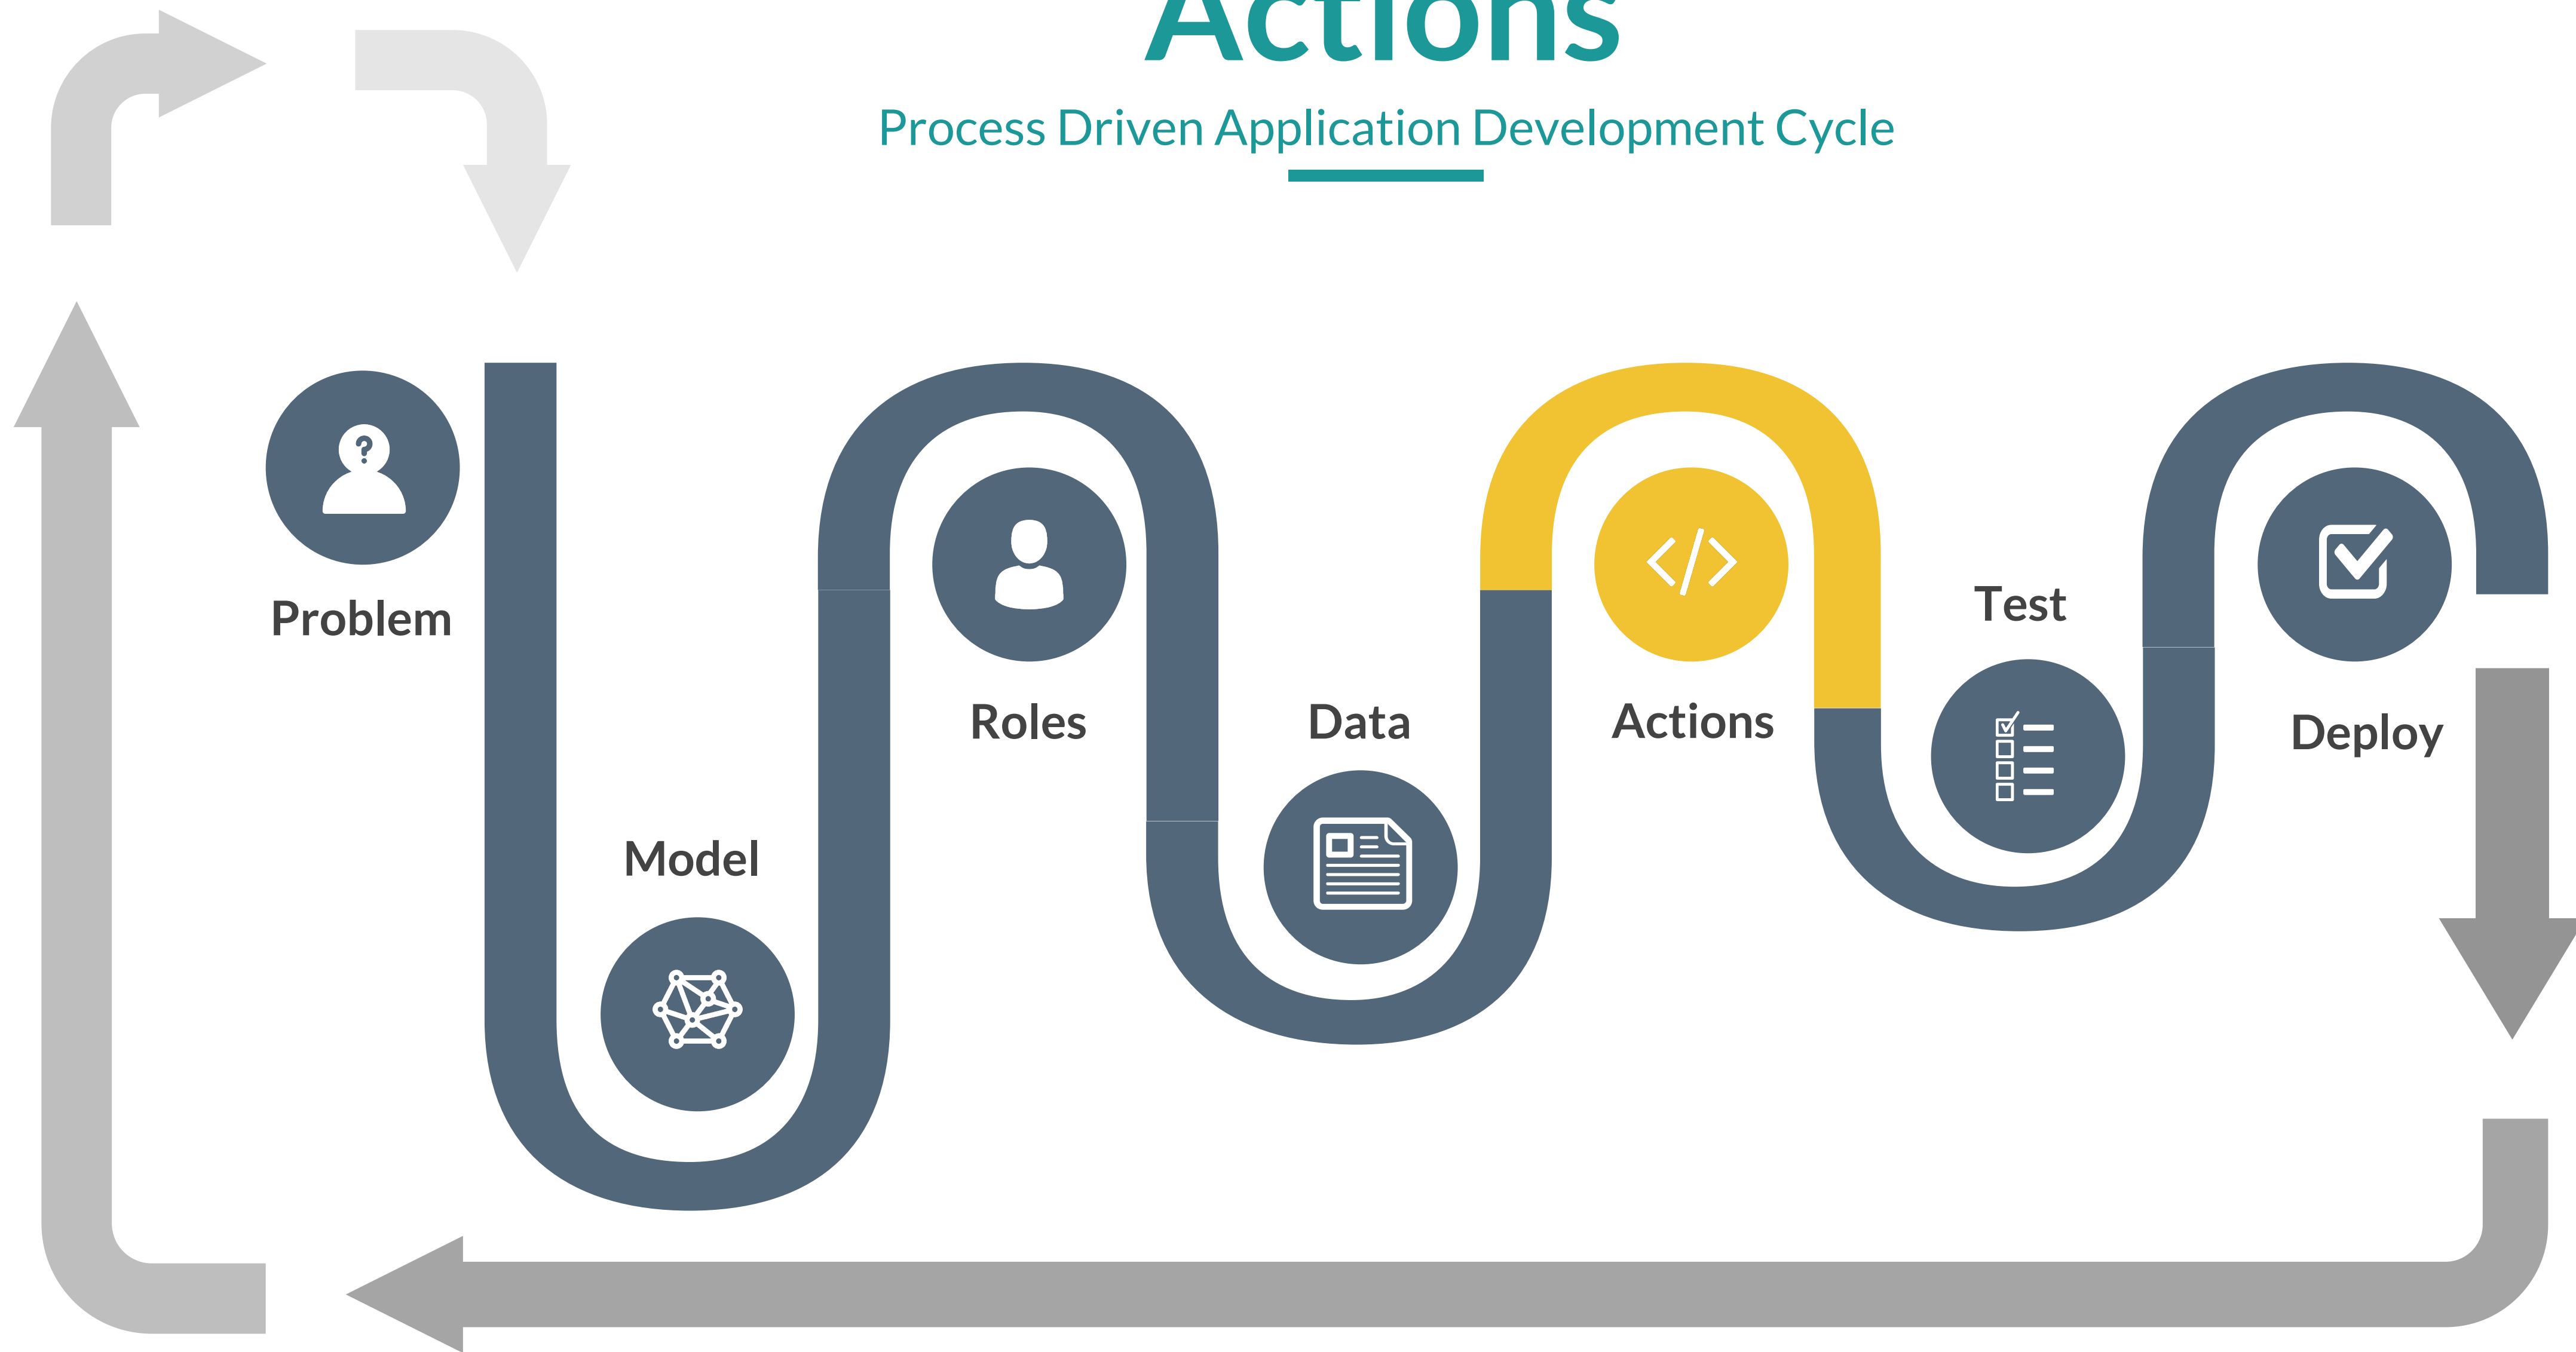 Actions
Process Driven Application Development Cycle
Problem
Model
Roles
Data
Actions
Test
Deploy